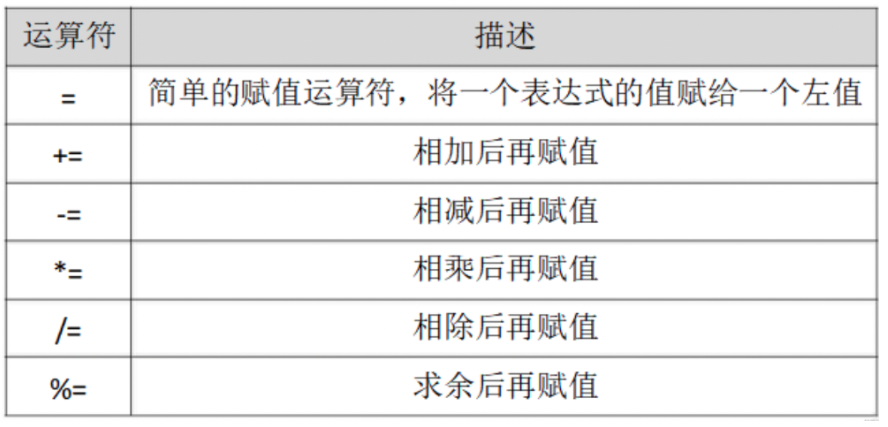 运算符 描述
= 简单的赋值运算符，将一个表达式的值赋给一个左值
+= 相加后再赋值
-= 相减后再赋值
*= 相乘后再赋值
/= 相除后再赋值
%= 求余后再赋值